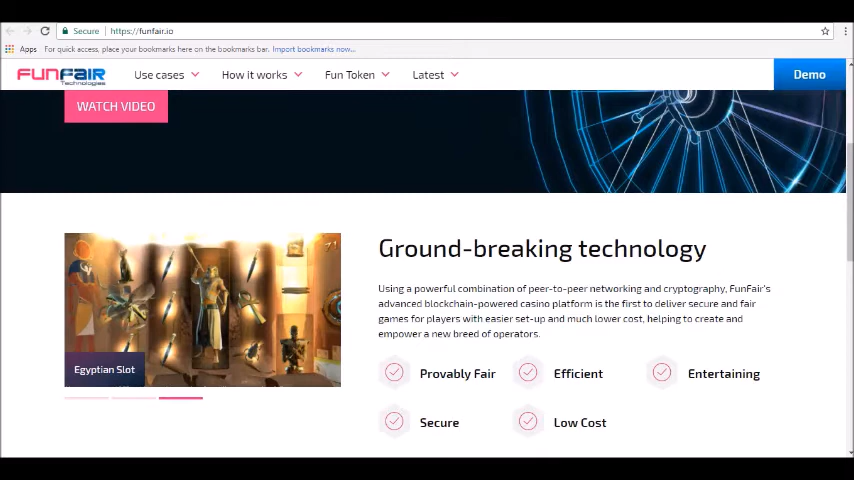 Secure https://funfair.io
Apps For quick access, place your bookmarks here on the bookmarks bar. Import bookmarks now...
FUNFAIR Technologies Use cases How it works Fun Token Latest Demo
WATCH VIDEO
Ground-breaking technology
Using a powerful combination of peer-to-peer networking and cryptography, FunFair's
advanced blockchain-powered casino platform is the first to deliver secure and fair
games for players with easier set-up and much lower cost, helping to create and
empower a new breed of operators.
Egyptian Slot
Provably Fair Efficient Entertaining
Secure Low Cost